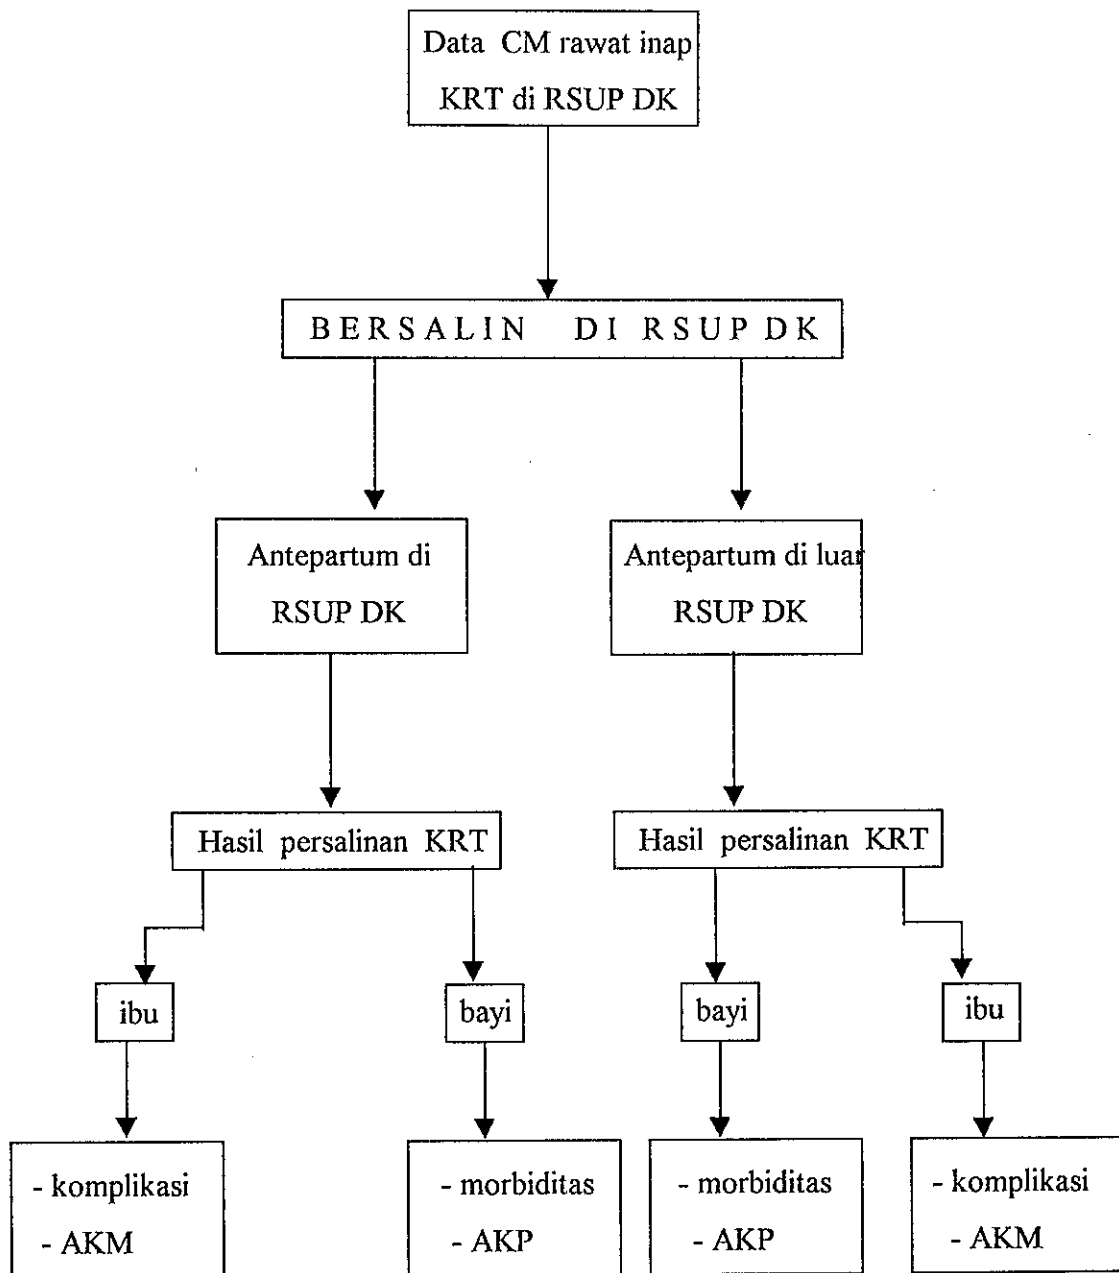 Data CM rawat inap
KRT di RSUP DK
BERSALIN DI RSUP DK
Antepartum di
RSUP DK
Antepartum di luar
RSUP DK
Hasil persalinan KRT
Hasil persalinan KRT
ibu
bayi
bayi
ibu
- komplikasi
- AKM
- morbiditas
- AKP
- morbiditas
- AKP
- komplikasi
- AKM